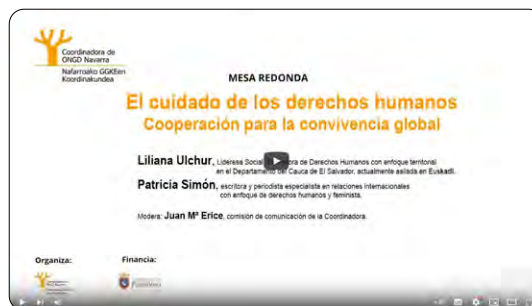 Coordinadora de
ONGD Navarra
Nafarroako GGKEen
Koordinakundea
MESA REDONDA
El cuidado de los derechos humanos
Cooperación para la convivencia global
Liliana Ulchur, Lideresa Social de Derechos Humanos con enfoque territorial
en el Departamento del Cauca de El Salvador, actualmente asilada en Euskadi.
Patricia Simón, escritora y periodista especialista en relaciones internacionales
con enfoque de derechos humanos y feminista.
Modera: Juan Mª Erice, comisión de comunicación de la Coordinadora.
Organiza:
Financia: